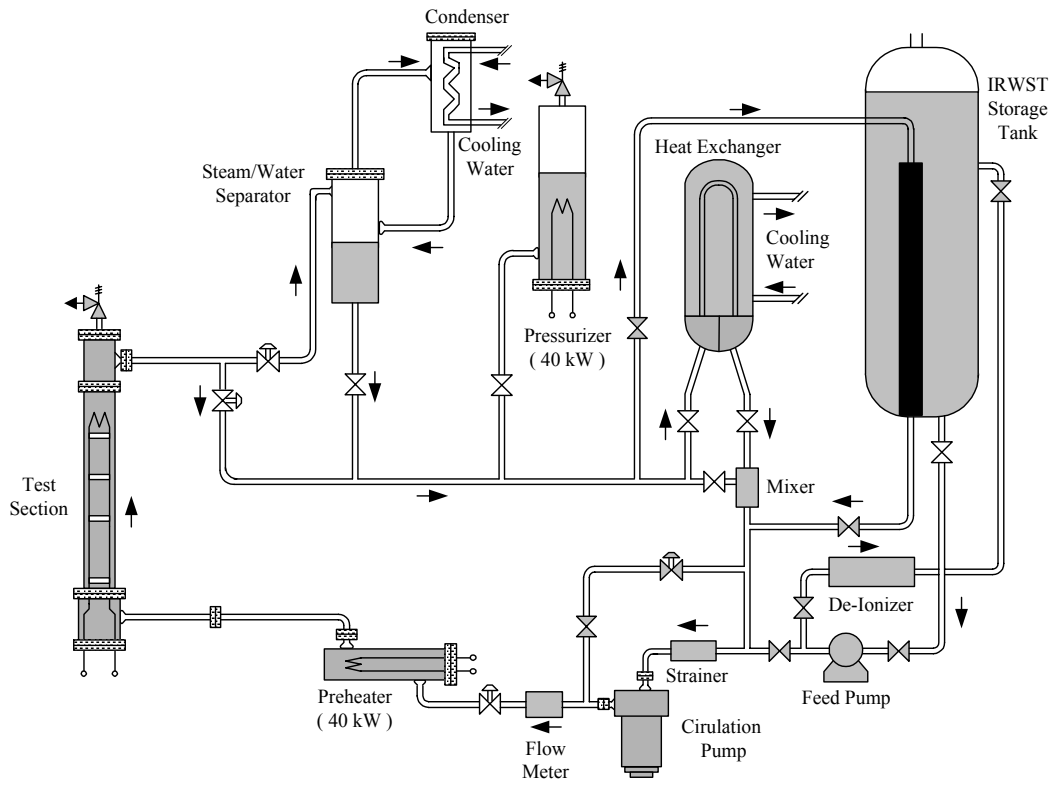 Condenser
IRWST
Storage
Tank
Cooling
Water
Heat Exchanger
Steam/Water
Separator
Cooling
Water
Pressurizer
( 40 kW )
Test
Section
Mixer
De-Ionizer
Strainer
Feed Pump
Preheater
( 40 kW )
Cirulation
Pump
Flow
Meter